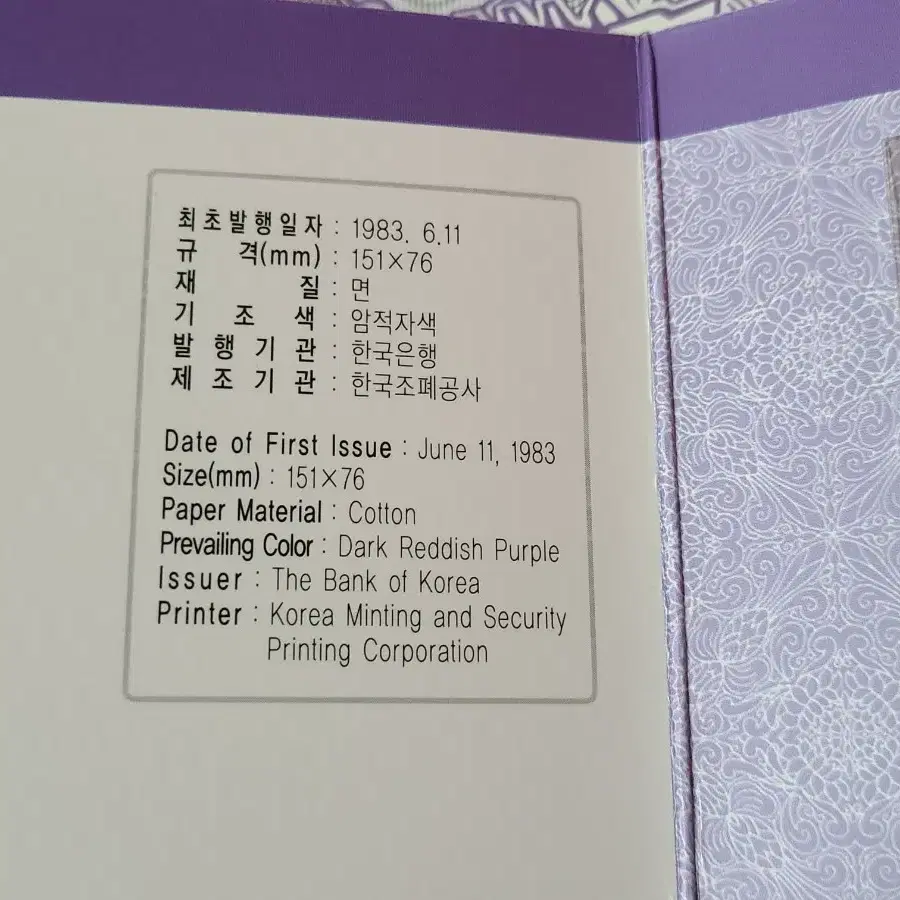 최초발행일자 : 1983. 6.11
규 격(mm) : 151×76
재 질 : 면
기 조 색 : 암적자색
발 행 기 관 : 한국은행
제 조 기 관 : 한국조폐공사
Date of First Issue : June 11, 1983
Size(mm) : 151×76
Paper Material : Cotton
Prevailing Color : Dark Reddish Purple
Issuer : The Bank of Korea
Printer : Korea Minting and Security
Printing Corporation